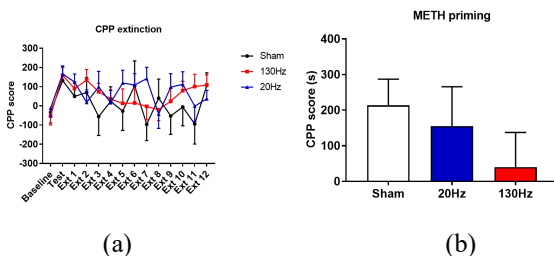 CPP extinction
CPP score
300
200
100
0
-100
-200
-300
Baseline
Test
Ext 1
Ext 2
Ext 3
Ext 4
Ext 5
Ext 6
Ext 7
Ext 8
Ext 9
Ext 10
Ext 11
Ext 12
Sham
130Hz
20Hz
(a)
METH priming
CPP score (s)
400
300
200
100
0
Sham
20Hz
130Hz
(b)